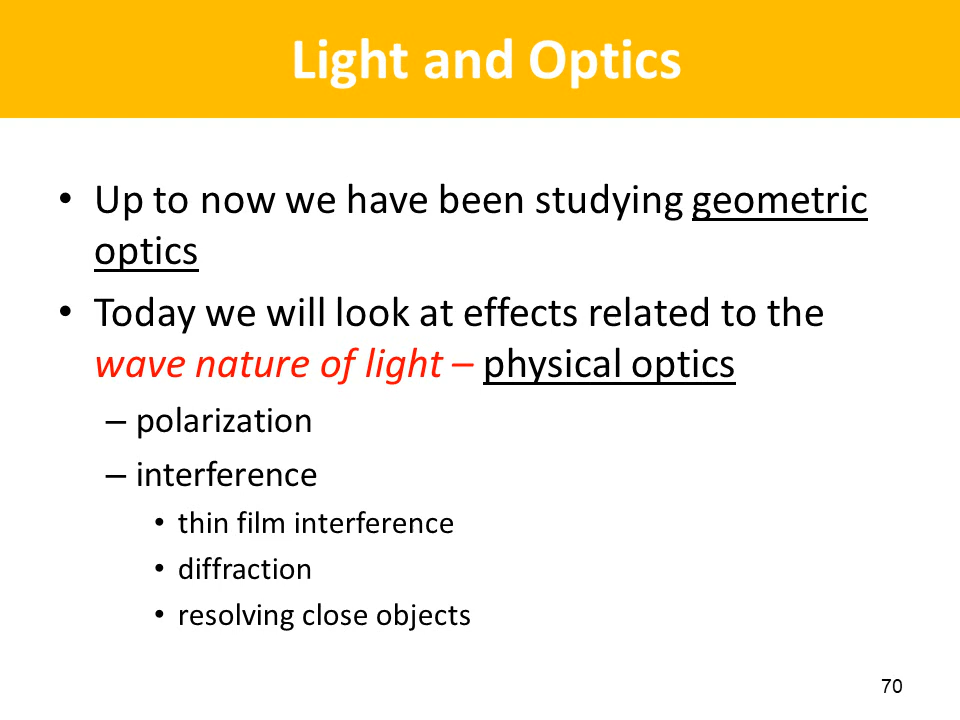 Light and Optics
• Up to now we have been studying geometric
optics
• Today we will look at effects related to the
wave nature of light – physical optics
– polarization
– interference
• thin film interference
• diffraction
• resolving close objects
70